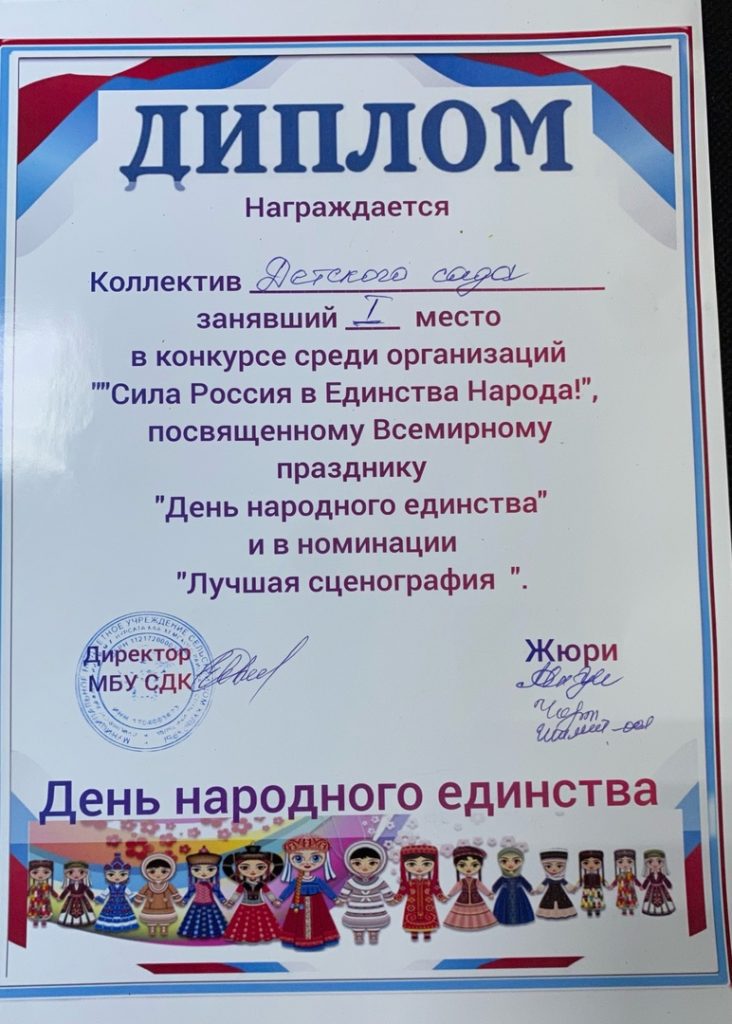 ДИПЛОМ
Награждается
Коллектив Детского сада
занявший I место
в конкурсе среди организаций
""Сила Россия в Единства Народа!",
посвященному Всемирному
празднику
"День народного единства"
и в номинации
"Лучшая сценография ".
Директор
МБУ СДК
Жюри
День народного единства